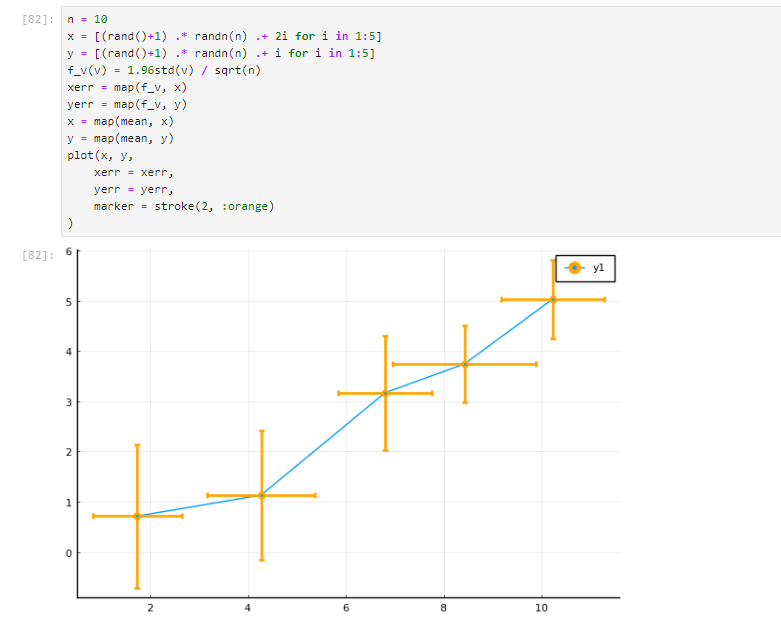 [82]: n = 10
x = [(rand()+1) .* randn(n) .+ 2i for i in 1:5]
y = [(rand()+1) .* randn(n) .+ i for i in 1:5]
f_v(v) = 1.96std(v) / sqrt(n)
xerr = map(f_v, x)
yerr = map(f_v, y)
x = map(mean, x)
y = map(mean, y)
plot(x, y,
    xerr = xerr,
    yerr = yerr,
    marker = stroke(2, :orange)
)
[82]:
6
y1
5
4
3
2
1
0
2 4 6 8 10